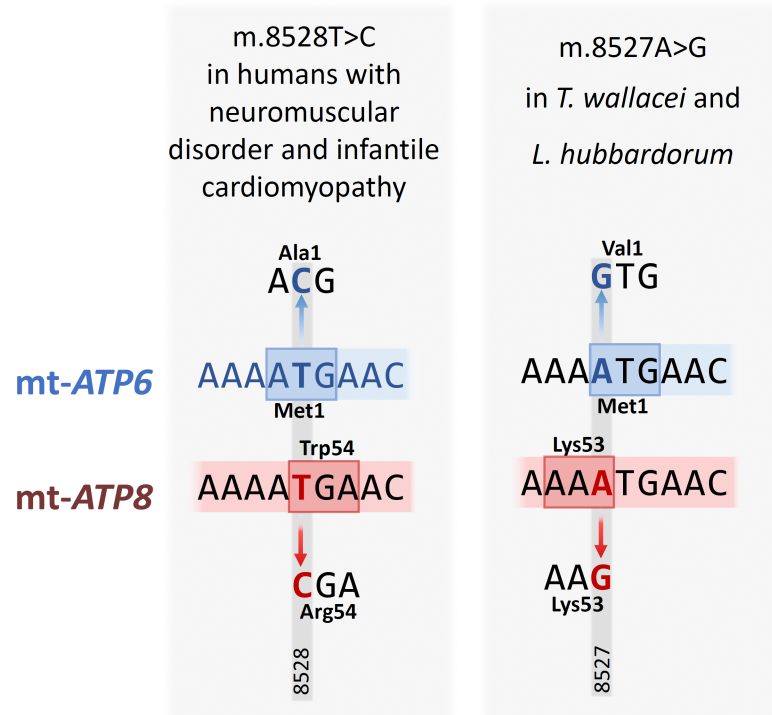 m.8528T>C
in humans with
neuromuscular
disorder and infantile
cardiomyopathy
m.8527A>G
in T. wallacei and
L. hubbardorum
Ala1
ACG
Val1
GTG
mt-ATP6
AAAATGAAC
Met1
AAAATGAAC
Met1
mt-ATP8
Trp54
AAAATGAAC
Lys53
AAAATGAAC
CGA
Arg54
AAG
Lys53
8528
8527